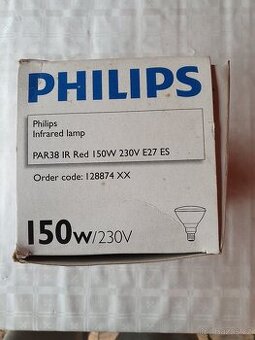 PHILIPS
Philips
Infrared lamp
PAR38 IR Red 150W 230V E27 ES
Order code: 128874 XX
150w/230V